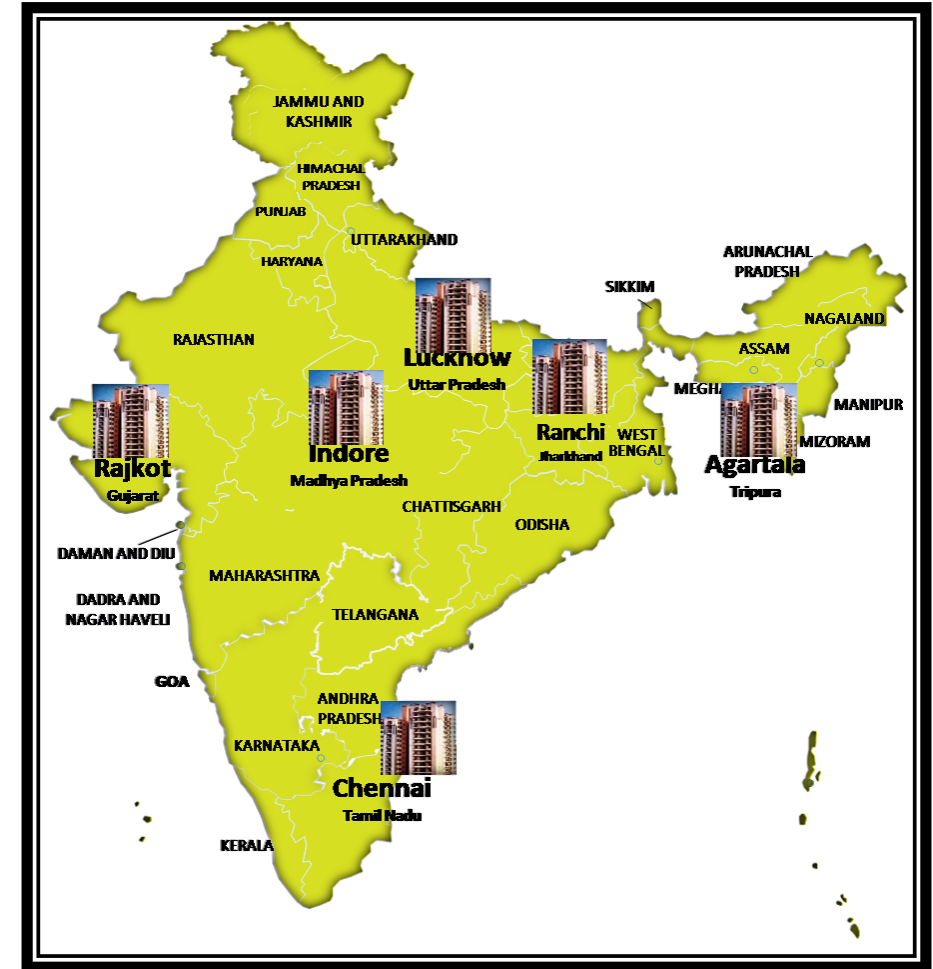 JAMMU AND
KASHMIR
HIMACHAL
PRADESH
PUNJAB
UTTARAKHAND
HARYANA
ARUNACHAL
PRADESH
SIKKIM
NAGALAND
RAJASTHAN
ASSAM
Lucknow
Uttar Pradesh
MEGHA
MANIPUR
Ranchi
Jharkhand
WEST
BENGAL
MIZORAM
Indore
Madhya Pradesh
Rajkot
Gujarat
Agartala
Tripura
CHATTISGARH
ODISHA
DAMAN AND DIU
MAHARASHTRA
DADRA AND
NAGAR HAVELI
TELANGANA
GOA
ANDHRA
PRADESH
KARNATAKA
Chennai
Tamil Nadu
KERALA